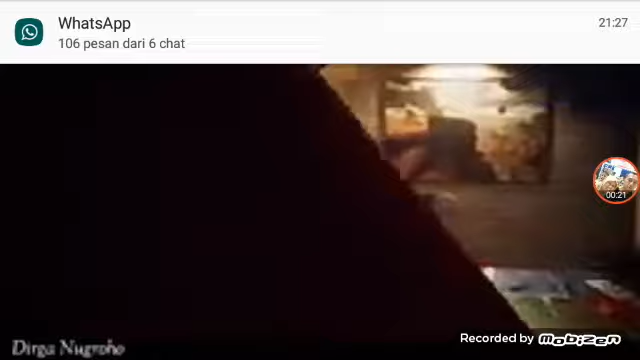 WhatsApp
21:27
106 pesan dari 6 chat
00:21
Recorded by mobizen
Dirga Nugroho